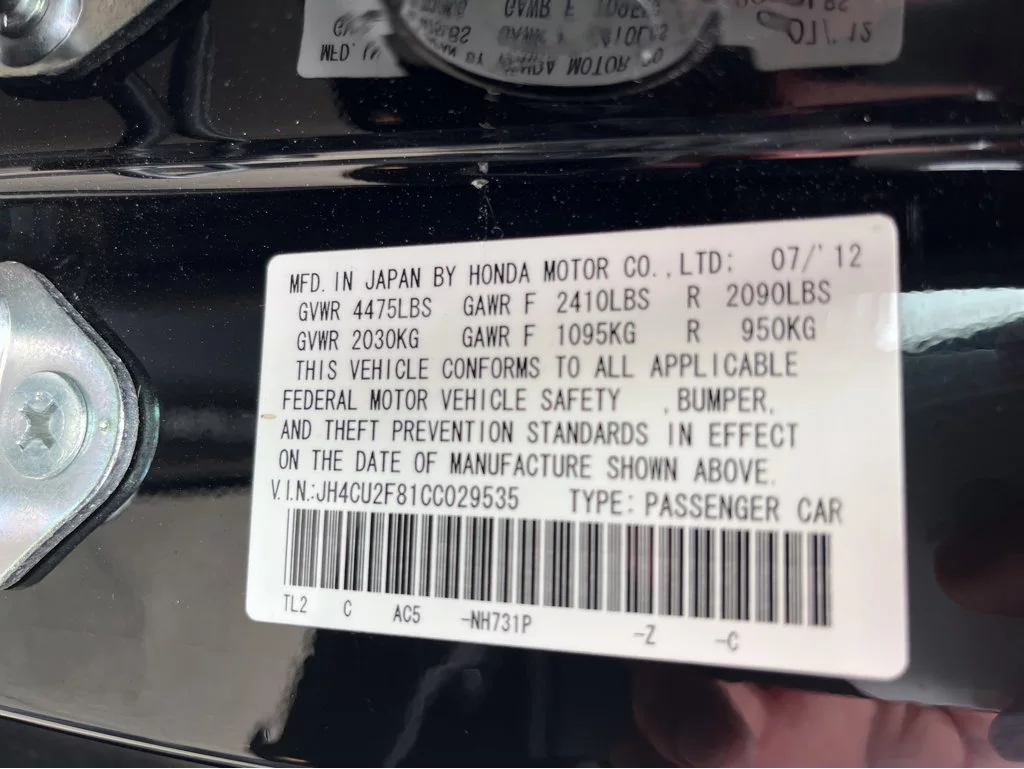 MFD. IN JAPAN BY HONDA MOTOR CO., LTD: 07/'12
GVWR 4475LBS GAWR F 2410LBS R 2090LBS
GVWR 2030KG GAWR F 1095KG R 950KG
THIS VEHICLE CONFORMS TO ALL APPLICABLE
FEDERAL MOTOR VEHICLE SAFETY , BUMPER,
AND THEFT PREVENTION STANDARDS IN EFFECT
ON THE DATE OF MANUFACTURE SHOWN ABOVE.
V.I.N.:JH4CU2F81CC029535 TYPE: PASSENGER CAR
TL2 C AC5 -NH731P -Z -C